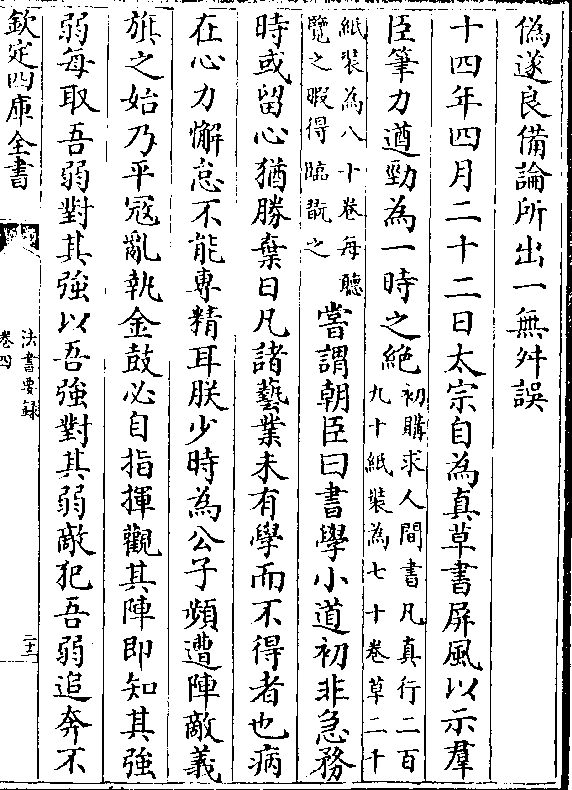 偽遂良備論所出一無舛誤
十四年四月二十二日太宗自為真草書屏風以示羣
臣筆力遒勁為一時之絶
初購求人間書凡真行二百
九十紙裝為七十卷草二千
紙裝為八十卷每聽
覽之暇得臨翫之
嘗謂朝臣曰書學小道初非急務
時或留心猶勝棄日凡諸藝業未有學而不得者也病
在心力懈怠不能專精耳朕少時為公子頻遭陣敵義
旗之始乃平冦亂執金鼓必自指揮觀其陣即知其強
弱每取吾弱對其強以吾強對其弱敵犯吾弱追奔不
欽定四庫全書
法書要録
卷四